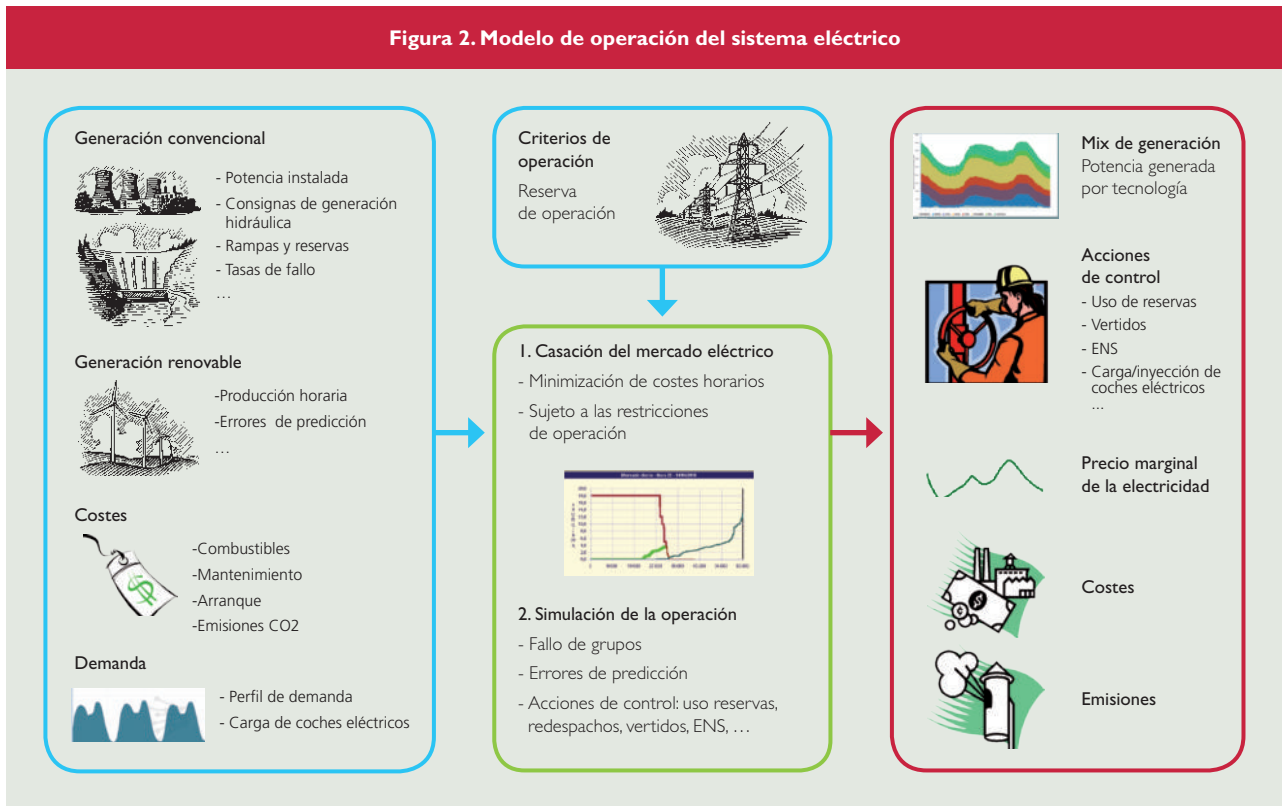 Figura 2. Modelo de operación del sistema eléctrico
Generación convencional
- Potencia instalada
- Consignas de generación
hidráulica
- Rampas y reservas
- Tasas de fallo
...
Generación renovable
-Producción horaria
-Errores de predicción
...
Costes
-Combustibles
-Mantenimiento
-Arranque
-Emisiones CO2
Demanda
- Perfil de demanda
- Carga de coches eléctricos
Criterios de
operación
Reserva
de operación
1. Casación del mercado eléctrico
- Minimización de costes horarios
- Sujeto a las restricciones
de operación
2. Simulación de la operación
- Fallo de grupos
- Errores de predicción
- Acciones de control: uso reservas,
redespachos, vertidos, ENS, ...
Mix de generación
Potencia generada
por tecnología
Acciones
de control
- Uso de reservas
- Vertidos
- ENS
- Carga/inyección de
coches eléctricos
...
Precio marginal
de la electricidad
Costes
Emisiones